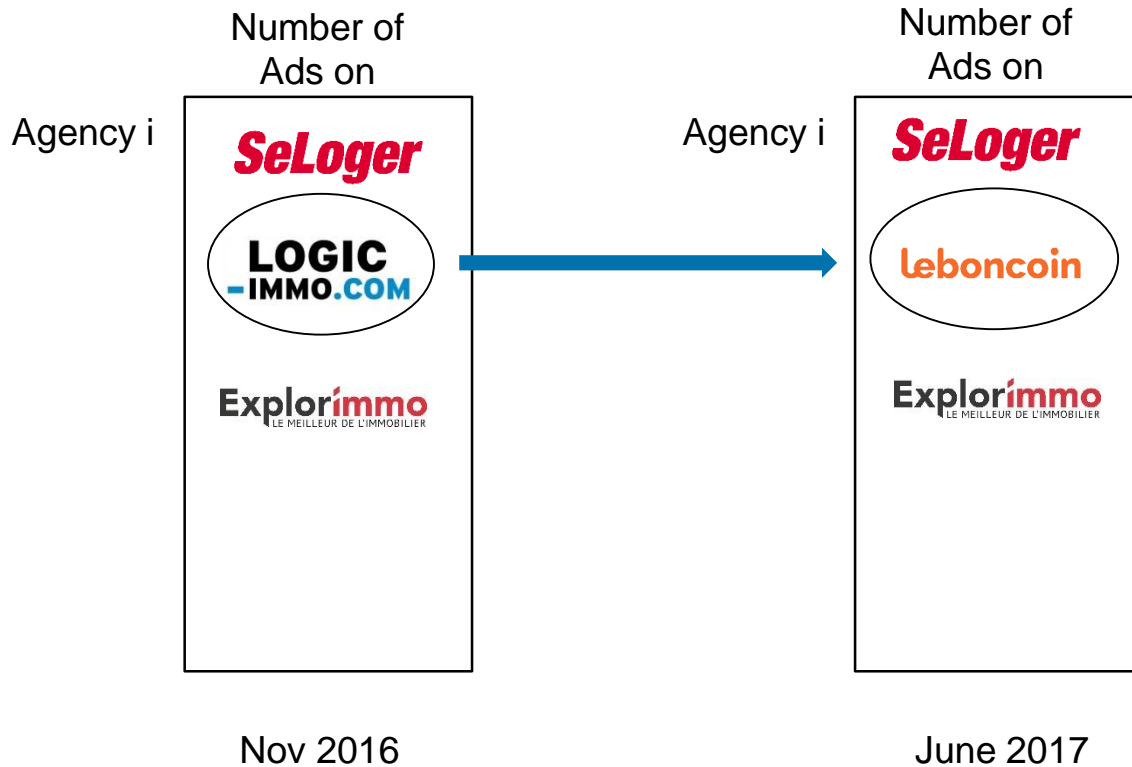 Number of
Ads on
Agency i
SeLoger
LOGIC
-IMMO.COM
Explorimmo
LE MEILLEUR DE L'IMMOBILIER
Nov 2016
Number of
Ads on
Agency i
SeLoger
leboncoin
Explorimmo
LE MEILLEUR DE L'IMMOBILIER
June 2017